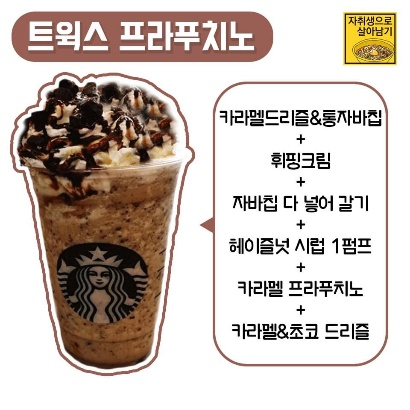 트윅스 프라푸치노
자취생으로
살아남기
카라멜드리즐&통자바칩
+
휘핑크림
+
자바칩 다 넣어 갈기
+
헤이즐넛 시럽 1펌프
+
카라멜 프라푸치노
+
카라멜&초코 드리즐